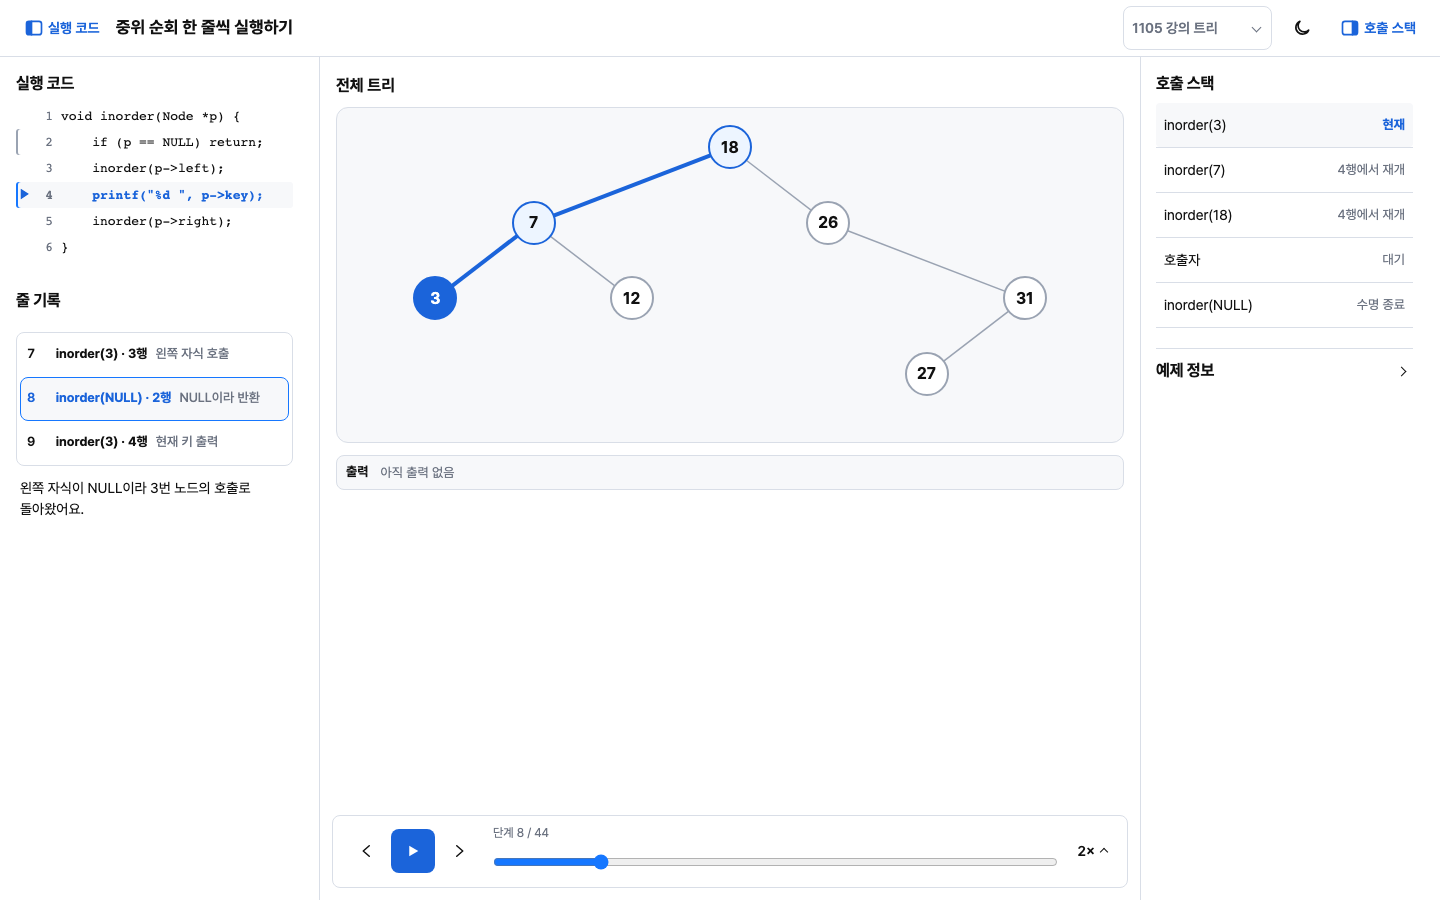 실행 코드
중위 순회 한 줄씩 실행하기
1105 강의 트리
호출 스택
실행 코드
1 void inorder(Node *p) {
2 if (p == NULL) return;
3 inorder(p->left);
4 printf("%d ", p->key);
5 inorder(p->right);
6 }
줄 기록
7 inorder(3) · 3행 왼쪽 자식 호출
8 inorder(NULL) · 2행 NULL이라 반환
9 inorder(3) · 4행 현재 키 출력
왼쪽 자식이 NULL이라 3번 노드의 호출로
돌아왔어요.
전체 트리
18
7 26
3 12 31
27
출력 아직 출력 없음
단계 8 / 44
2×
호출 스택
inorder(3) 현재
inorder(7) 4행에서 재개
inorder(18) 4행에서 재개
호출자 대기
inorder(NULL) 수명 종료
예제 정보